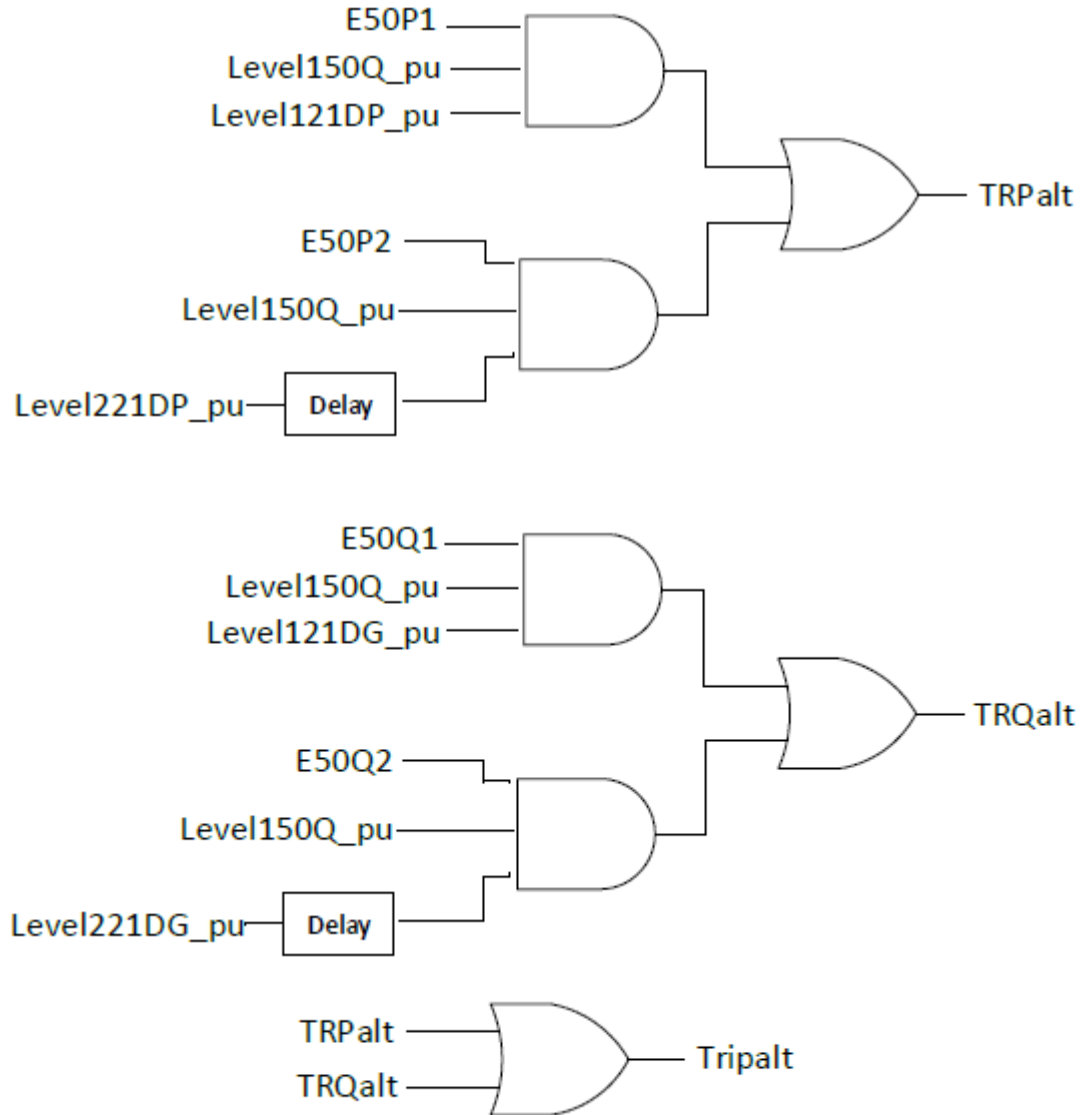 E50P1
Level150Q_pu
Level121DP_pu
TRPalt
E50P2
Level150Q_pu
Level221DP_pu
Delay
E50Q1
Level150Q_pu
Level121DG_pu
TRQalt
E50Q2
Level150Q_pu
Level221DG_pu
Delay
TRPalt
TRQalt
Tripalt